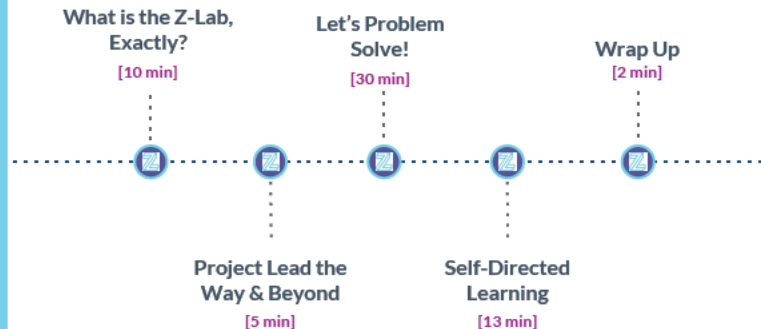 What is the Z-Lab,
Exactly?
[10 min]
Project Lead the
Way & Beyond
[5 min]
Let's Problem
Solve!
[30 min]
Self-Directed
Learning
[13 min]
Wrap Up
[2 min]
Z
Z
Z
Z
Z